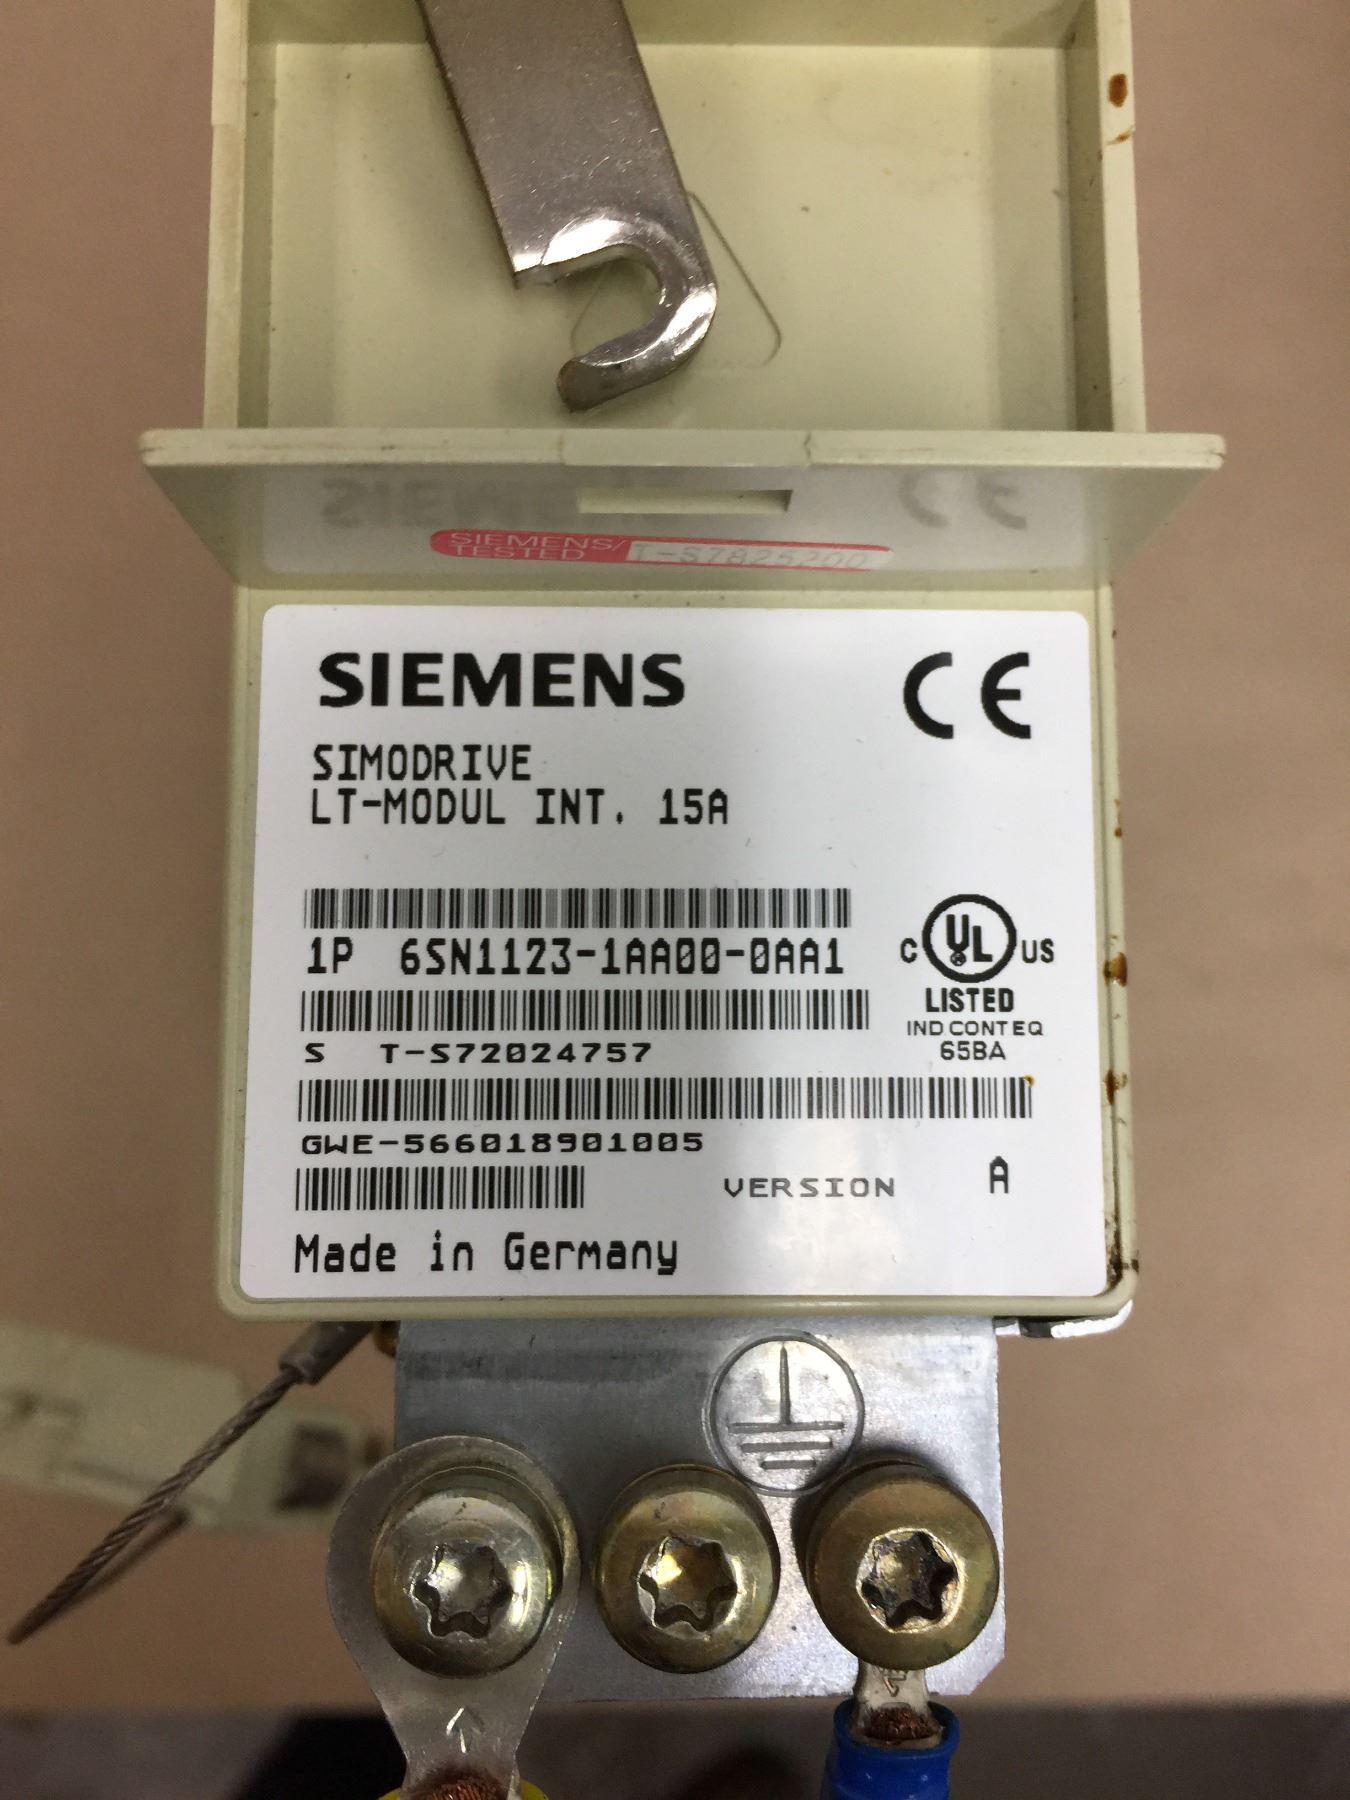 SIEMENS/
TESTED T-S7A25200
SIEMENS CE
SIMODRIVE
LT-MODUL INT. 15A
1P 6SN1123-1AA00-0AA1
C UL US
LISTED
IND CONT EQ
65BA
S T-S72024757
GWE-566018901005
VERSION A
Made in Germany